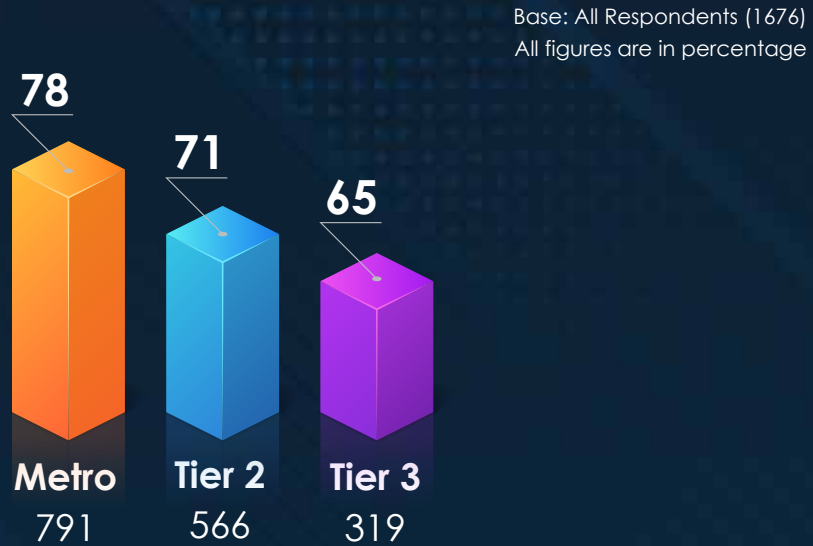 Base: All Respondents (1676)
All figures are in percentage
78
71
65
Metro
Tier 2
Tier 3
791
566
319